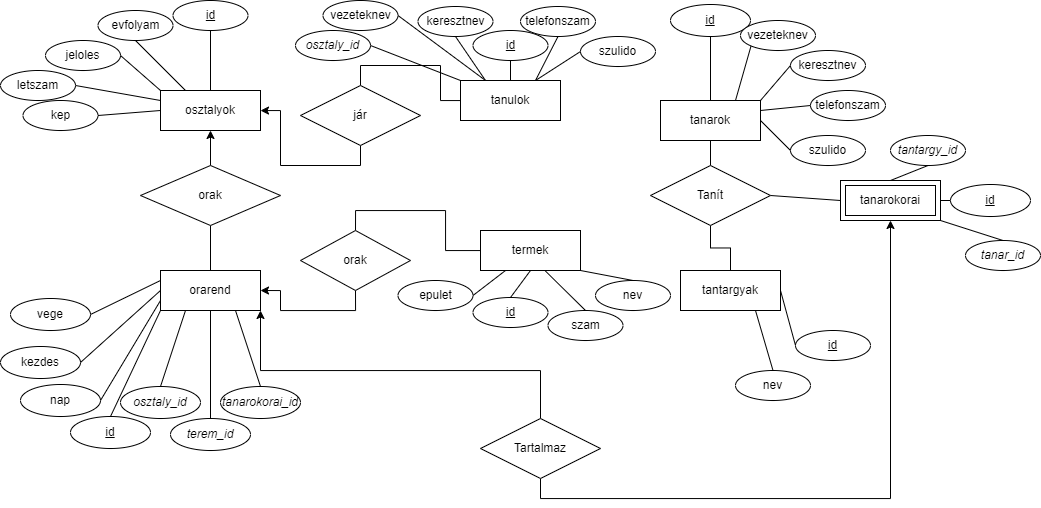 id
vezeteknev
keresztnev
telefonszam
id
evfolyam
osztaly_id
id
szulido
vezeteknev
jeloles
keresztnev
letszam
osztalyok
tanulok
telefonszam
kep
jár
tanarok
szulido
tantargy_id
orak
Tanít
tanarokorai
id
termek
tanar_id
orak
orarend
tantargyak
epulet
nev
vege
id
szam
id
kezdes
nev
nap
osztaly_id
tanarokorai_id
id
terem_id
Tartalmaz